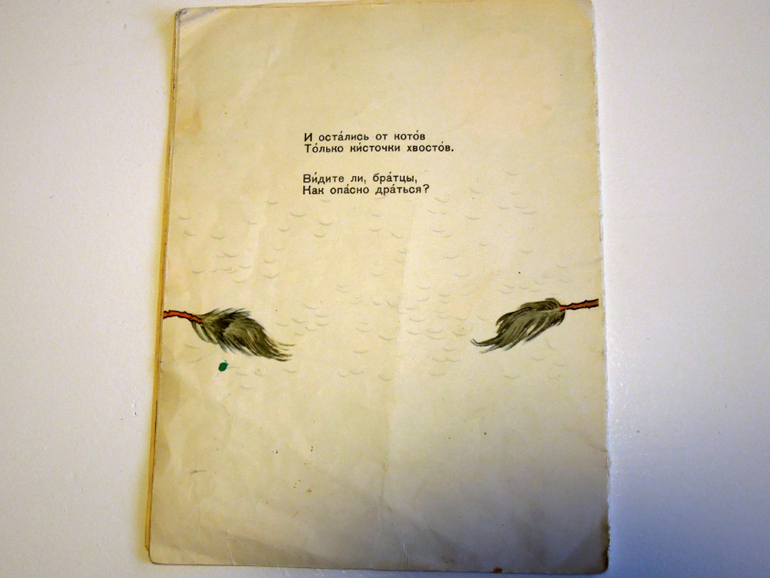 И оста́лись от кото́в
То́лько ки́сточки хвосто́в.
Ви́дите ли, бра́тцы,
Как опа́сно дра́ться?